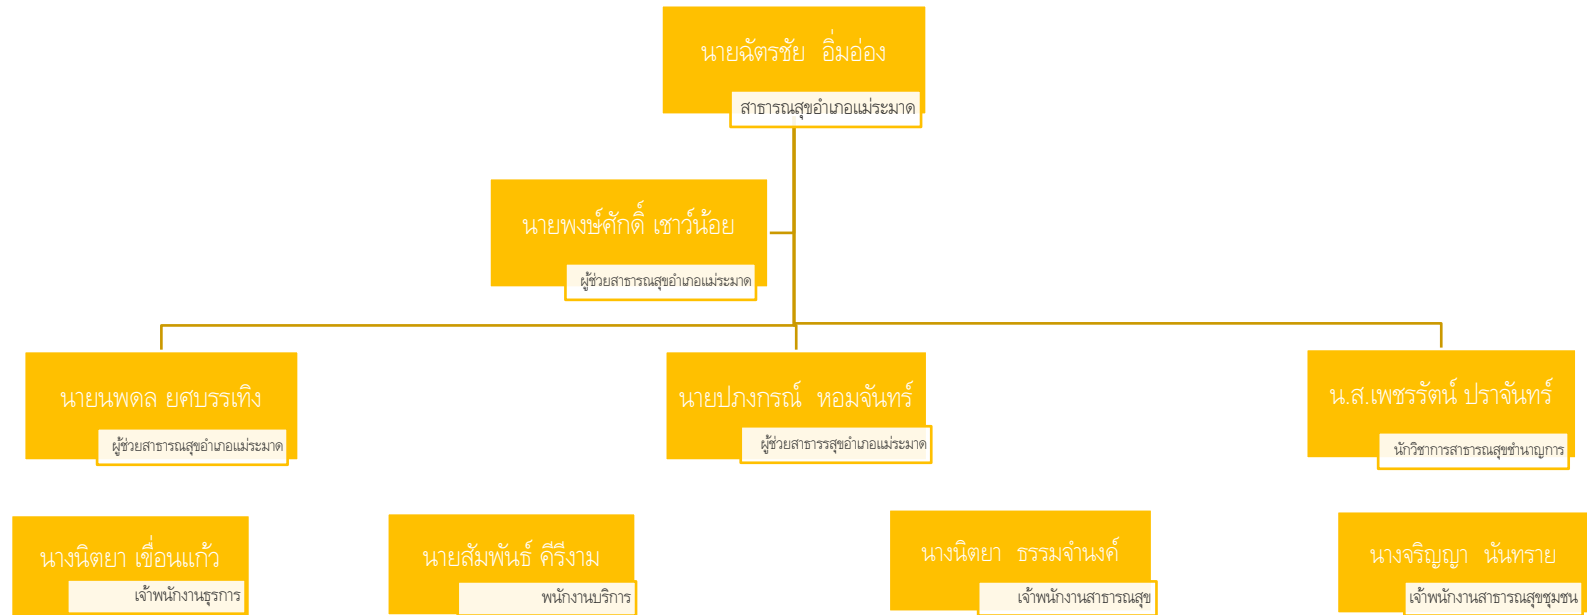 นายฉัตรชัย อิ่มอ่อง
สาธารณสุขอำเภอแม่ระมาด
นายพงษ์ศักดิ์ เชาว์น้อย
ผู้ช่วยสาธารณสุขอำเภอแม่ระมาด
นายนพดล ยศบรรเทิง
ผู้ช่วยสาธารณสุขอำเภอแม่ระมาด
นายปภงกรณ์ หอมจันทร์
ผู้ช่วยสาธารรสุขอำเภอแม่ระมาด
น.ส.เพชรรัตน์ ปราจันทร์
นักวิชาการสาธารณสุขชำนาญการ
นางนิตยา เขื่อนแก้ว
เจ้าพนักงานธุรการ
นายสัมพันธ์ คีรีงาม
พนักงานบริการ
นางนิตยา ธรรมจำนงค์
เจ้าพนักงานสาธารณสุข
นางจริญญา นันทราย
เจ้าพนักงานสาธารณสุขชุมชน